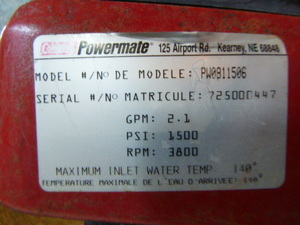 Powermate 125 Airport Rd. Kearney, NE 68848
MODEL #/Nº DE MODELE: PW0811506
SERIAL #/Nº MATRICULE: 725000447
GPM: 2.1
PSI: 1500
RPM: 3800
MAXIMUM INLET WATER TEMP 140°
TEMPERATURE MAXIMALE DE L'EAU D'ARRIVEE: 140°